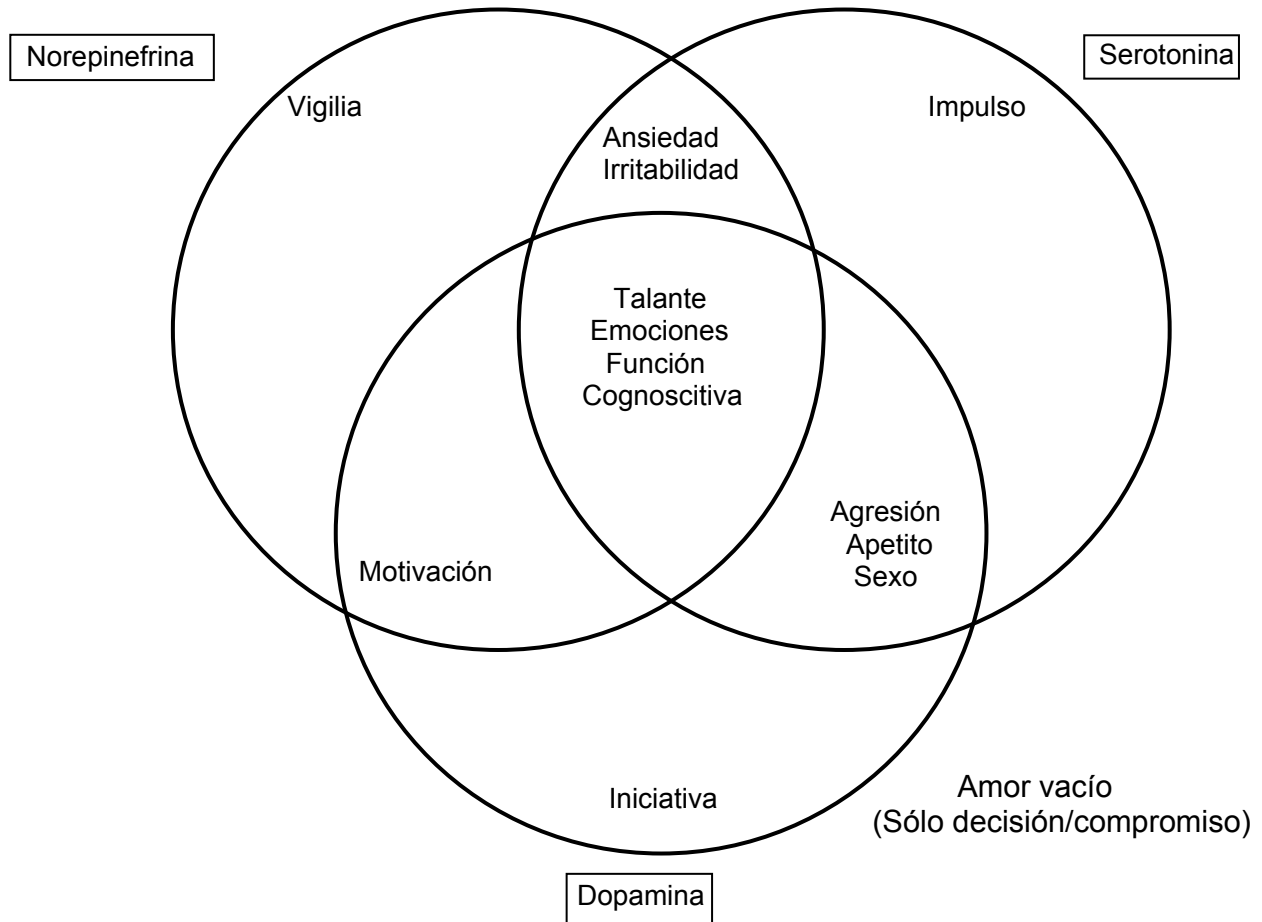 Norepinefrina
Serotonina
Vigilia
Impulso
Ansiedad
Irritabilidad
Talante
Emociones
Función
Cognoscitiva
Agresión
Apetito
Sexo
Motivación
Iniciativa
Amor vacío
(Sólo decisión/compromiso)
Dopamina